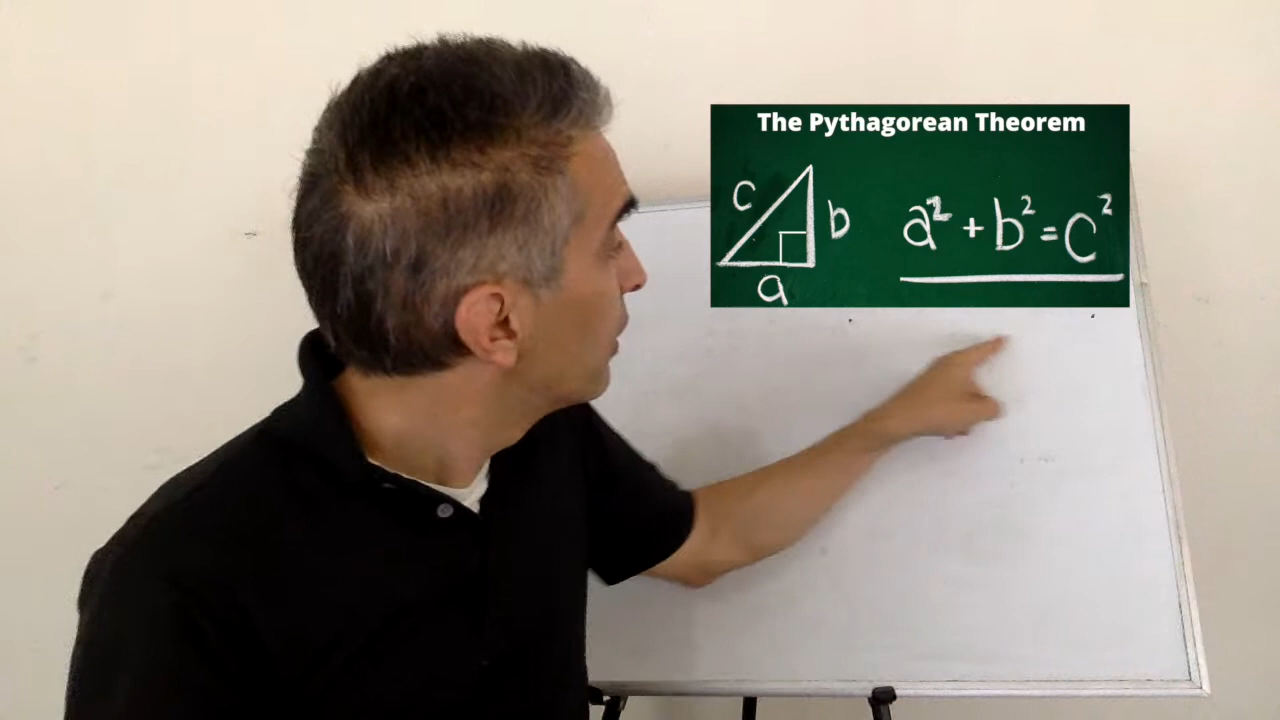 The Pythagorean Theorem
c
b
a² + b² = c²
a